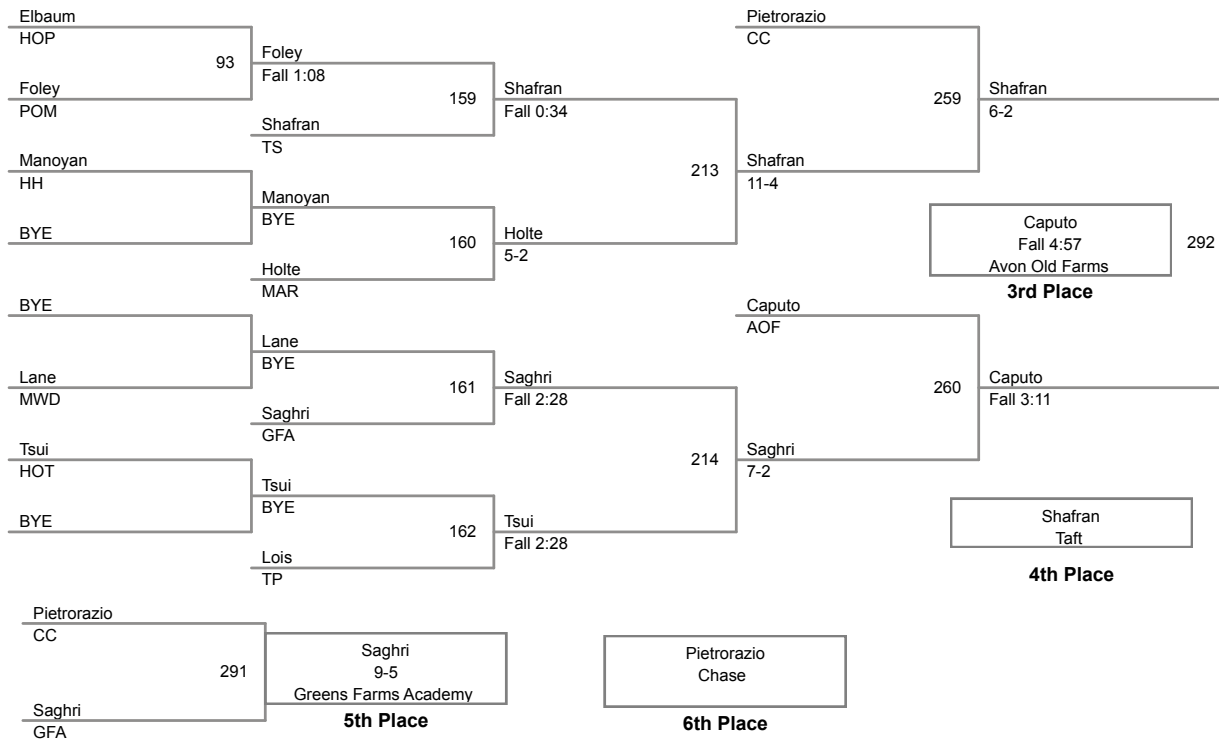 Elbaum
HOP
93
Foley
Fall 1:08
Foley
POM
159
Shafran
Fall 0:34
Shafran
TS
Manoyan
HH
Manoyan
BYE
BYE
160
Holte
5-2
Holte
MAR
213
Shafran
11-4
Pietrorazio
CC
259
Shafran
6-2
Caputo
Fall 4:57
Avon Old Farms
292
3rd Place
BYE
Lane
BYE
Lane
MWD
161
Saghri
Fall 2:28
Saghri
GFA
Tsui
HOT
Tsui
BYE
BYE
162
Tsui
Fall 2:28
Lois
TP
214
Saghri
7-2
Caputo
AOF
260
Caputo
Fall 3:11
Shafran
Taft
4th Place
Pietrorazio
CC
291
Saghri
GFA
Saghri
9-5
Greens Farms Academy
5th Place
Pietrorazio
Chase
6th Place